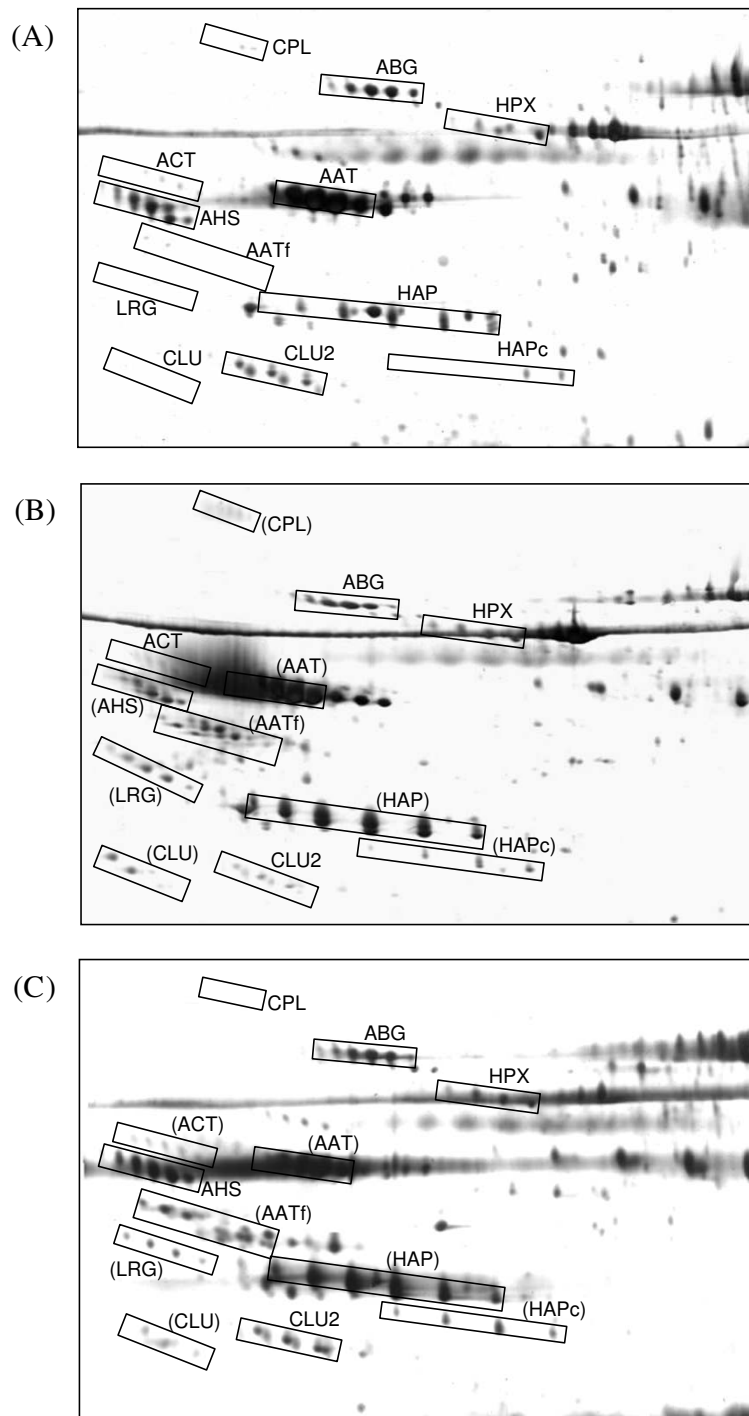 (A)
CPL
ABG
HPX
ACT
AAT
AHS
AATf
LRG
HAP
CLU
CLU2
HAPc
(B)
(CPL)
ABG
HPX
ACT
(AAT)
(AHS)
(AATf)
(LRG)
(HAP)
(HAPc)
(CLU)
CLU2
(C)
CPL
ABG
HPX
(ACT)
(AAT)
AHS
(AATf)
(LRG)
(HAP)
(HAPc)
(CLU)
CLU2